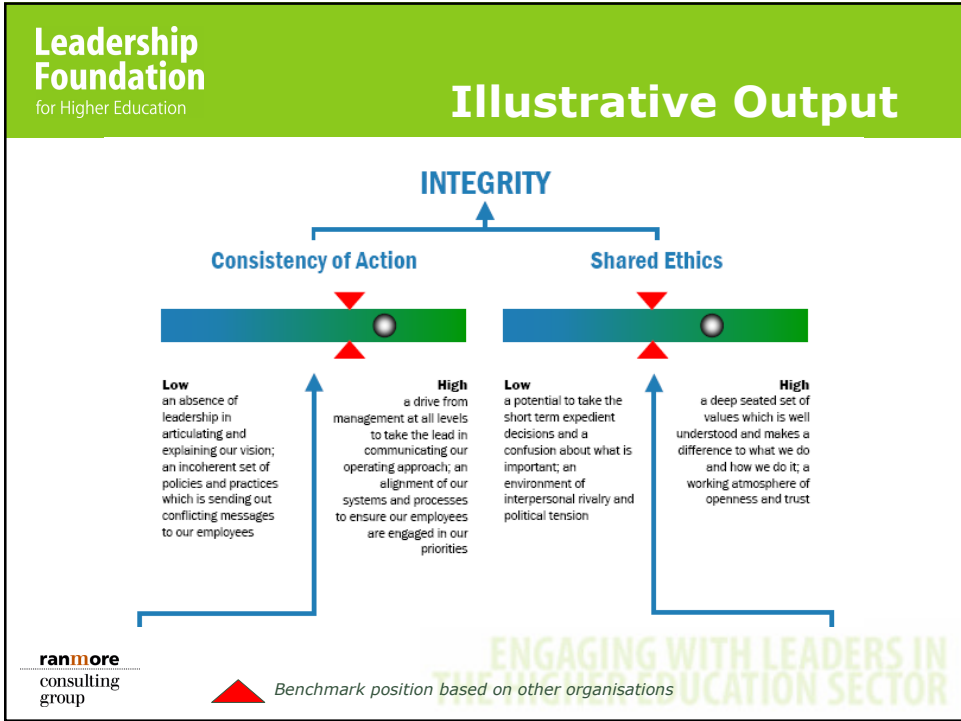 Leadership
Foundation
for Higher Education
Illustrative Output
INTEGRITY
Consistency of Action
Shared Ethics
Low
an absence of
leadership in
articulating and
explaining our vision;
an incoherent set of
policies and practices
which is sending out
conflicting messages
to our employees
High
a drive from
management at all levels
to take the lead in
communicating our
operating approach; an
alignment of our
systems and processes
to ensure our employees
are engaged in our
priorities
Low
a potential to take the
short term expedient
decisions and a
confusion about what is
important; an
environment of
interpersonal rivalry and
political tension
High
a deep seated set of
values which is well
understood and makes a
difference to what we do
and how we do it; a
working atmosphere of
openness and trust
ranmore
consulting
group
Benchmark position based on other organisations
ENGAGING WITH LEADERS IN
THE HIGHER EDUCATION SECTOR